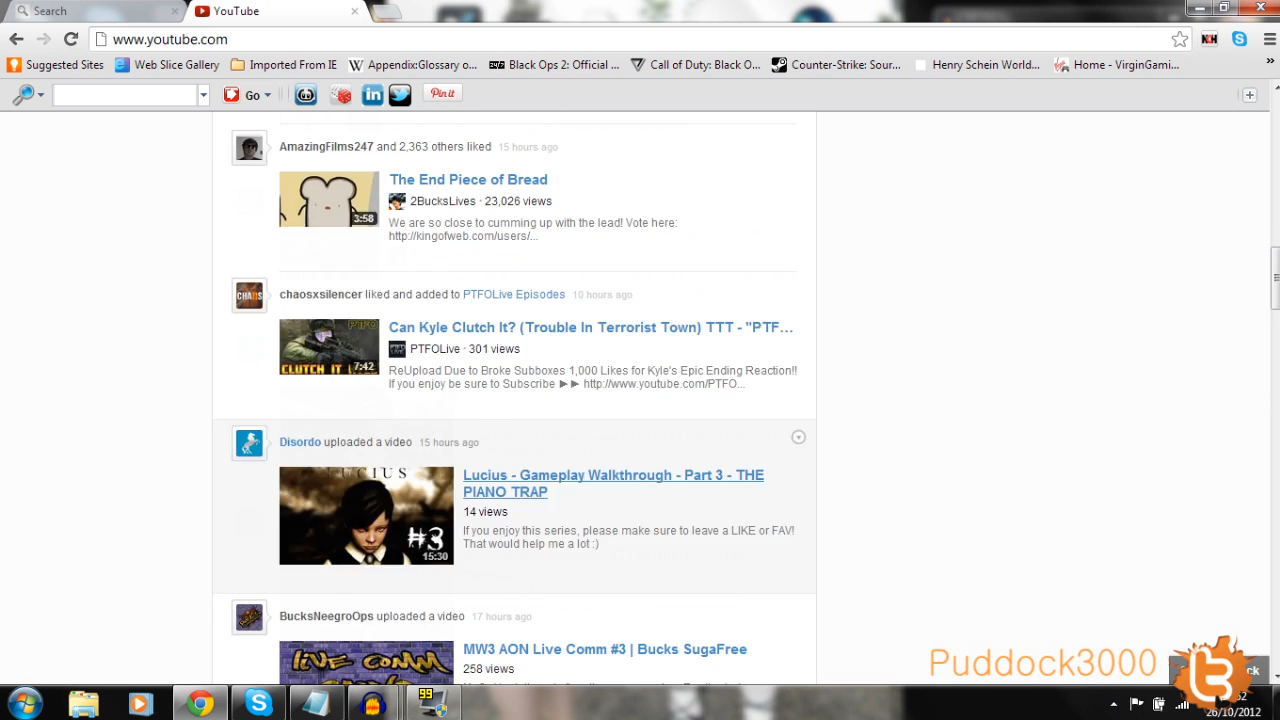 Search
YouTube
www.youtube.com
Suggested Sites
Web Slice Gallery
Imported From IE
Appendix:Glossary o...
Black Ops 2: Official ...
Call of Duty: Black O...
Counter-Strike: Sour...
Henry Schein World...
Home - VirginGami...
Go
Pin it
AmazingFilms247 and 2,363 others liked 15 hours ago
The End Piece of Bread
2BucksLives · 23,026 views
3:58
We are so close to cumming up with the lead! Vote here:
http://kingofweb.com/users/...
chaosxsilencer liked and added to PTFOLive Episodes 10 hours ago
Can Kyle Clutch It? (Trouble In Terrorist Town) TTT - "PTF...
PTFOLive · 301 views
7:42
CLUTCH IT
ReUpload Due to Broke Subboxes 1,000 Likes for Kyle's Epic Ending Reaction!!
If you enjoy be sure to Subscribe ►► http://www.youtube.com/PTFO...
Disordo uploaded a video 15 hours ago
LUCIUS
Lucius - Gameplay Walkthrough - Part 3 - THE
PIANO TRAP
14 views
If you enjoy this series, please make sure to leave a LIKE or FAV!
That would help me a lot :)
#3
15:30
BucksNeegroOps uploaded a video 17 hours ago
MW3 AON Live Comm #3 | Bucks SugaFree
LIVE COMM
258 views
Puddock3000
99
26/10/2012